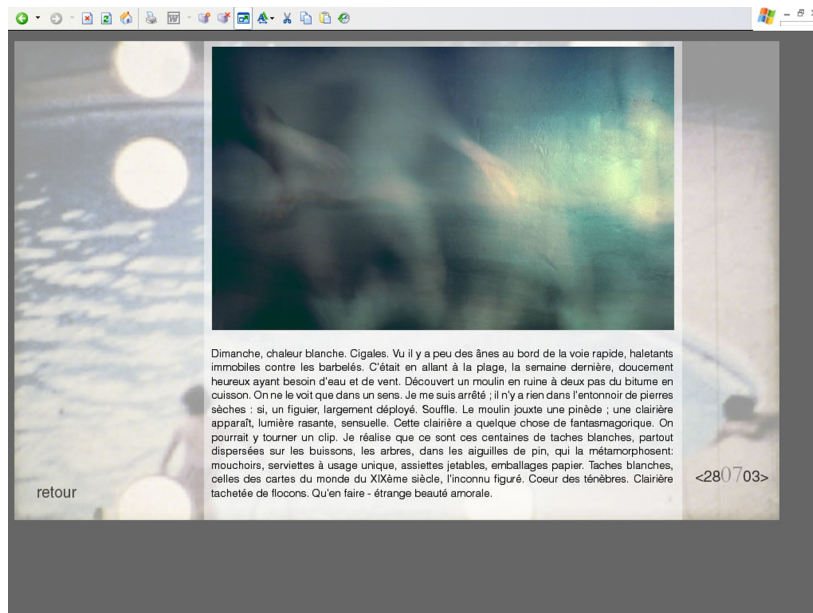 Dimanche, chaleur blanche. Cigales. Vu il y a peu des ânes au bord de la voie rapide, haletants
immobiles contre les barbelés. C'était en allant à la plage, la semaine dernière, doucement
heureux ayant besoin d'eau et de vent. Découvert un moulin en ruine à deux pas du bitume en
cuisson. On ne le voit que dans un sens. Je me suis arrêté ; il n'y a rien dans l'entonnoir de pierres
sèches : si, un figuier, largement déployé. Souffle. Le moulin jouxte une pinède ; une clairière
apparaît, lumière rasante, sensuelle. Cette clairière a quelque chose de fantasmagorique. On
pourrait y tourner un clip. Je réalise que ce sont ces centaines de taches blanches, partout
dispersées sur les buissons, les arbres, dans les aiguilles de pin, qui la métamorphosent:
mouchoirs, serviettes à usage unique, assiettes jetables, emballages papier. Taches blanches,
celles des cartes du monde du XIXème siècle, l'inconnu figuré. Coeur des ténèbres. Clairière
tachetée de flocons. Qu'en faire - étrange beauté amorale.
<280703>
retour